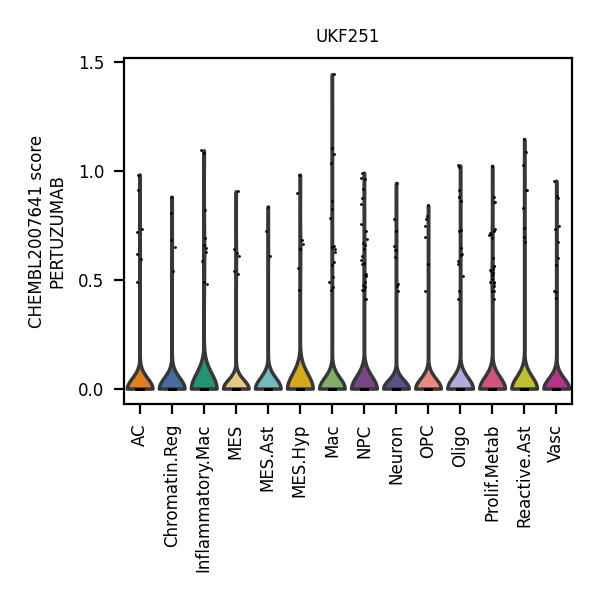 UKF251
CHEMBL2007641 score
PERTUZUMAB
1.5
1.0
0.5
0.0
AC
Chromatin.Reg
Inflammatory.Mac
MES
MES.Ast
MES.Hyp
Mac
NPC
Neuron
OPC
Oligo
Prolif.Metab
Reactive.Ast
Vasc